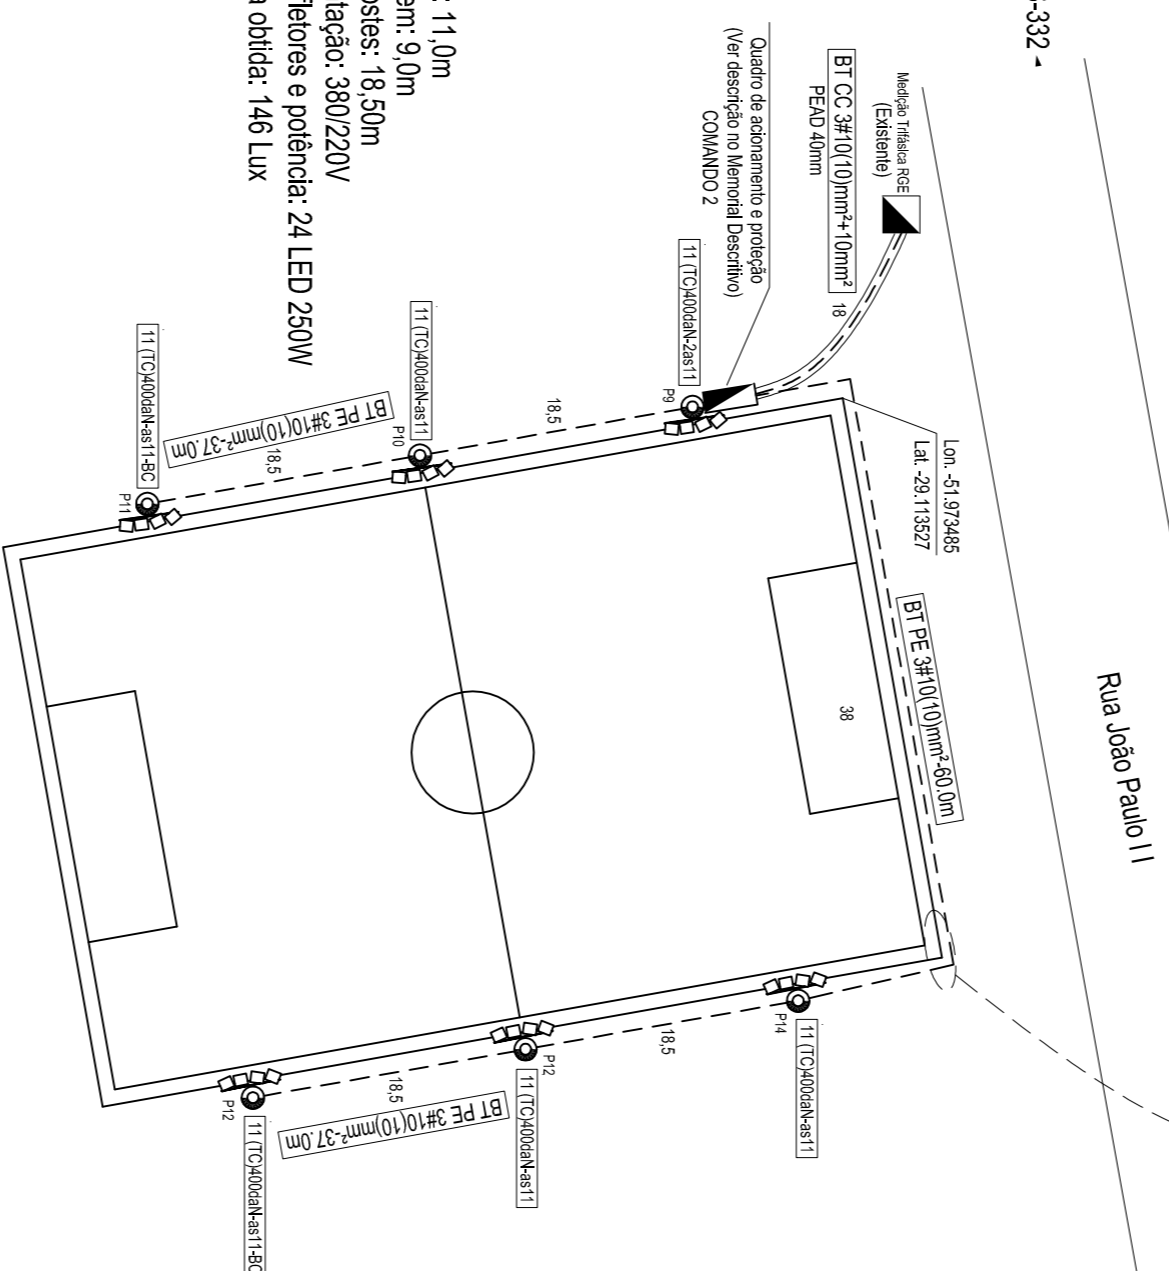 Rua João Paulo II
-332
Medição Trifásica RGE
(Existente)
BT CC 3#10(10)mm²+10mm²
PEAD 40mm
18
Quadro de acionamento e proteção
(Ver descrição no Memorial Descritivo)
COMANDO 2
Lon. -51.973485
Lat. -29.113527
BT PE 3#10(10)mm²-60.0m
38
11 (TC)400daN-2as11
P9
18,5
11 (TC)400daN-as11
P10
18,5
BT PE 3#10(10)mm²-37.0m
11 (TC)400daN-as11-BC
P11
P14
11 (TC)400daN-as11
18,5
P12
11 (TC)400daN-as11
18,5
BT PE 3#10(10)mm²-37.0m
P12
11 (TC)400daN-as11-BC
: 11,0m
em: 9,0m
ostes: 18,50m
tação: 380/220V
fletores e potência: 24 LED 250W
a obtida: 146 Lux